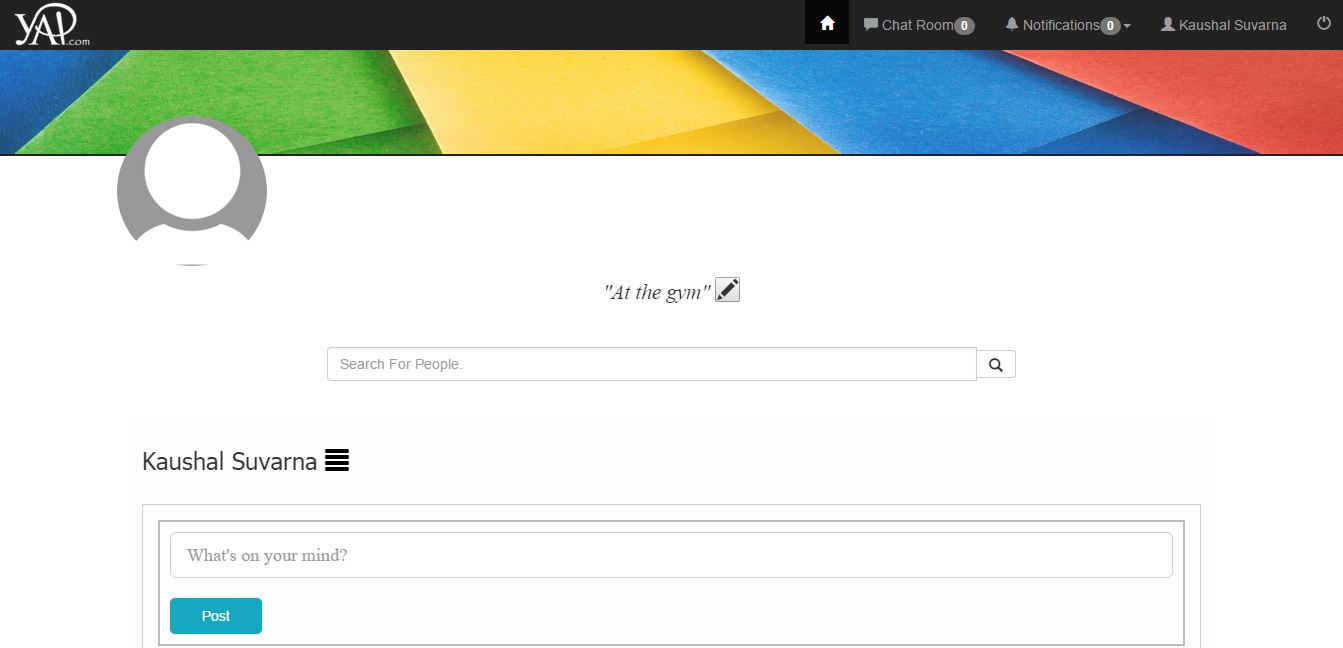 YAP.com
Chat Room 0 Notifications 0 Kaushal Suvarna
"At the gym"
Search For People.
Kaushal Suvarna
What's on your mind?
Post